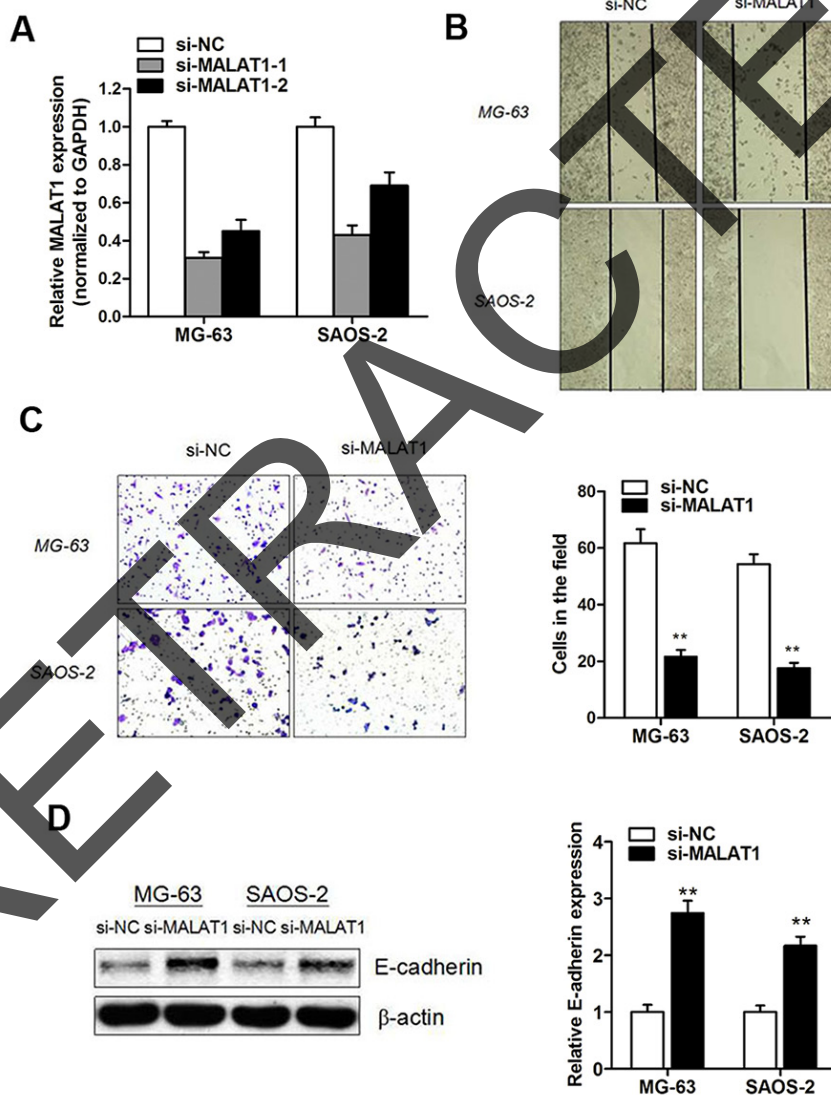 A
si-NC
si-MALAT1-1
si-MALAT1-2
Relative MALAT1 expression
(normalized to GAPDH)
1.2
1.0
0.8
0.6
0.4
0.2
0.0
MG-63
SAOS-2
B
si-NC
si-MALAT1
MG-63
SAOS-2
C
si-NC
si-MALAT1
MG-63
SAOS-2
si-NC
si-MALAT1
Cells in the field
80
60
40
20
0
**
**
MG-63
SAOS-2
D
MG-63
SAOS-2
si-NC si-MALAT1 si-NC si-MALAT1
E-cadherin
β-actin
si-NC
si-MALAT1
Relative E-adherin expression
4
3
2
1
0
**
**
MG-63
SAOS-2
RETRACTE